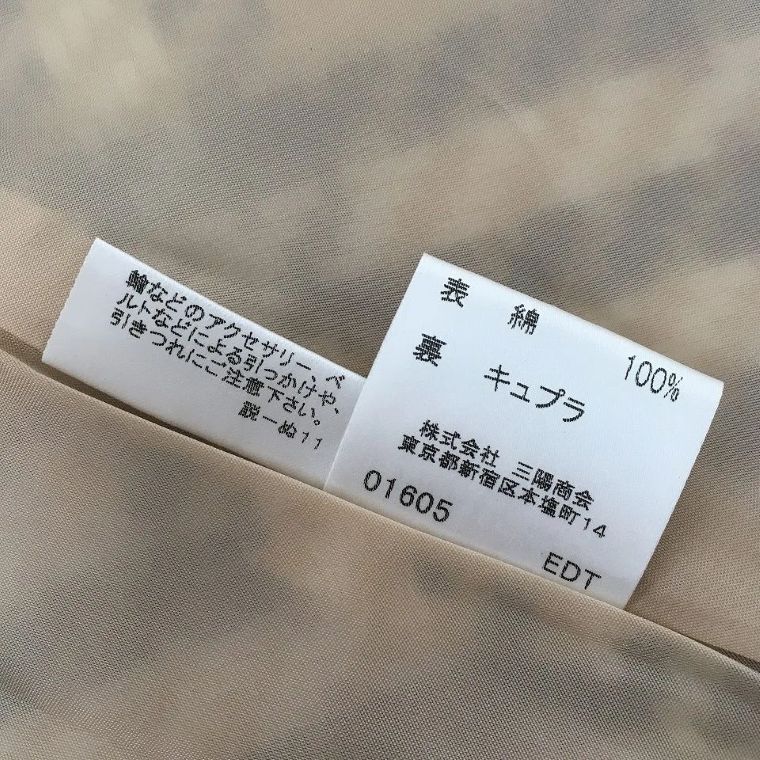 輪などのアクセサリー、ベ
ルトなどによる引っかけや、
引きつれにご注意下さい。
説ーぬ11
表 綿 100%
裏 キュプラ
株式会社 三陽商会
東京都新宿区本塩町14
01605
EDT